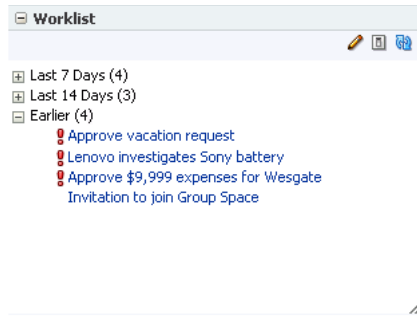 Worklist
Last 7 Days (4)
Last 14 Days (3)
Earlier (4)
Approve vacation request
Lenovo investigates Sony battery
Approve $9,999 expenses for Wesgate
Invitation to join Group Space